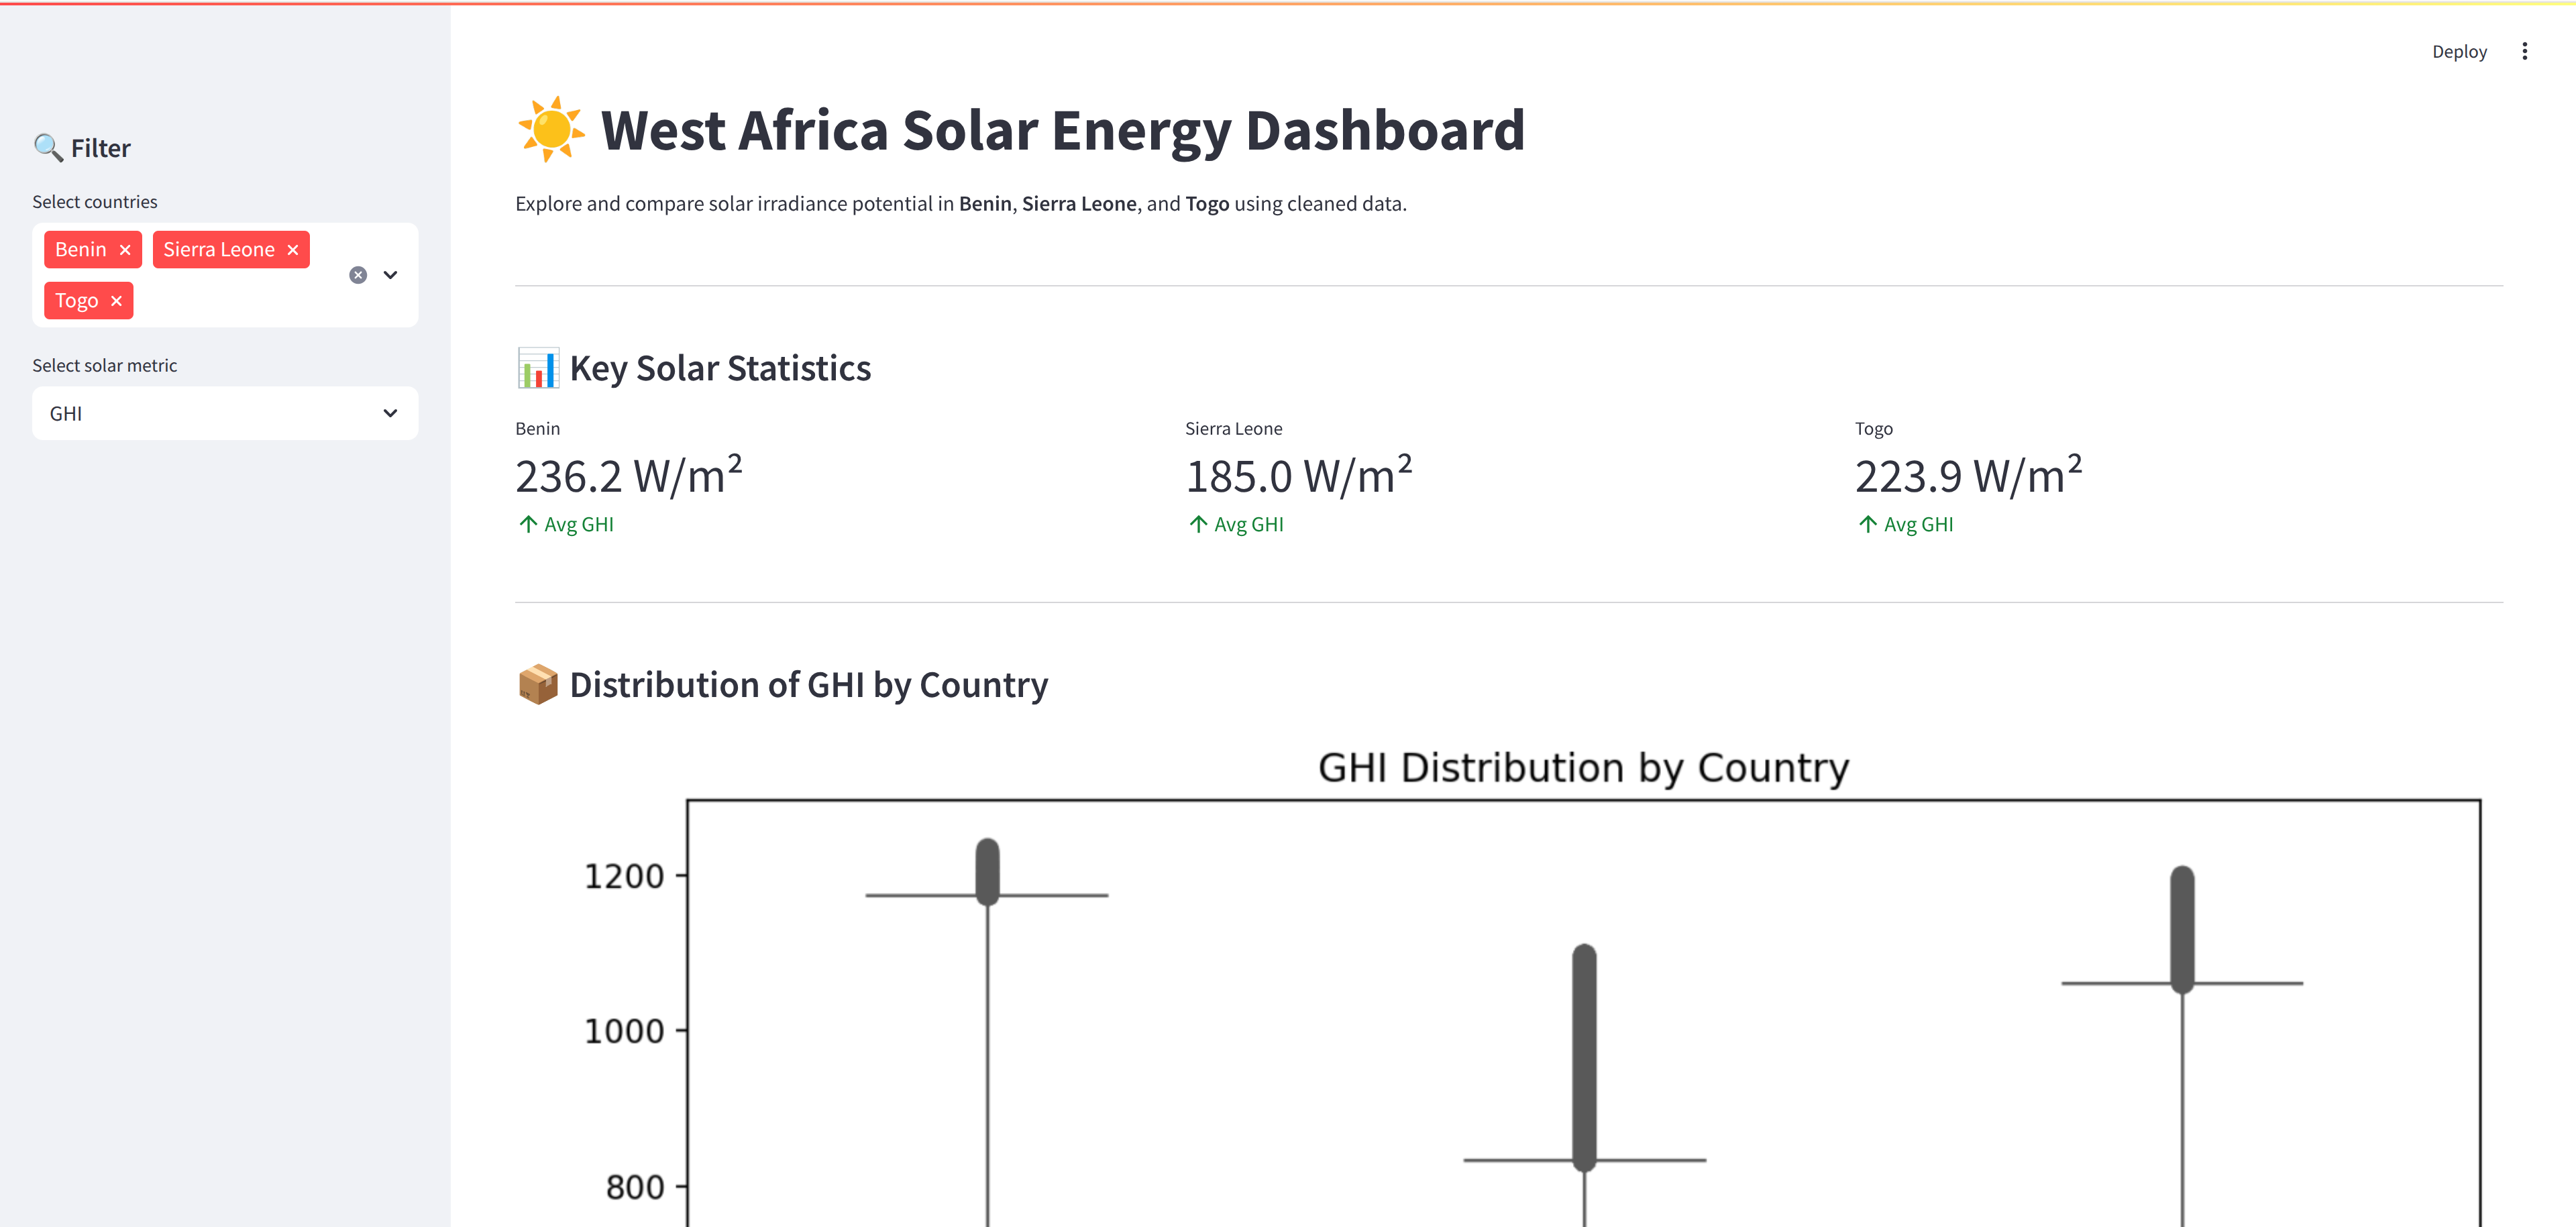 Deploy
🔍 Filter
Select countries
Benin × Sierra Leone ×
Togo ×
Select solar metric
GHI
☀️ West Africa Solar Energy Dashboard
Explore and compare solar irradiance potential in Benin, Sierra Leone, and Togo using cleaned data.
📊 Key Solar Statistics
Benin
236.2 W/m²
↑ Avg GHI
Sierra Leone
185.0 W/m²
↑ Avg GHI
Togo
223.9 W/m²
↑ Avg GHI
📦 Distribution of GHI by Country
GHI Distribution by Country
1200
1000
800